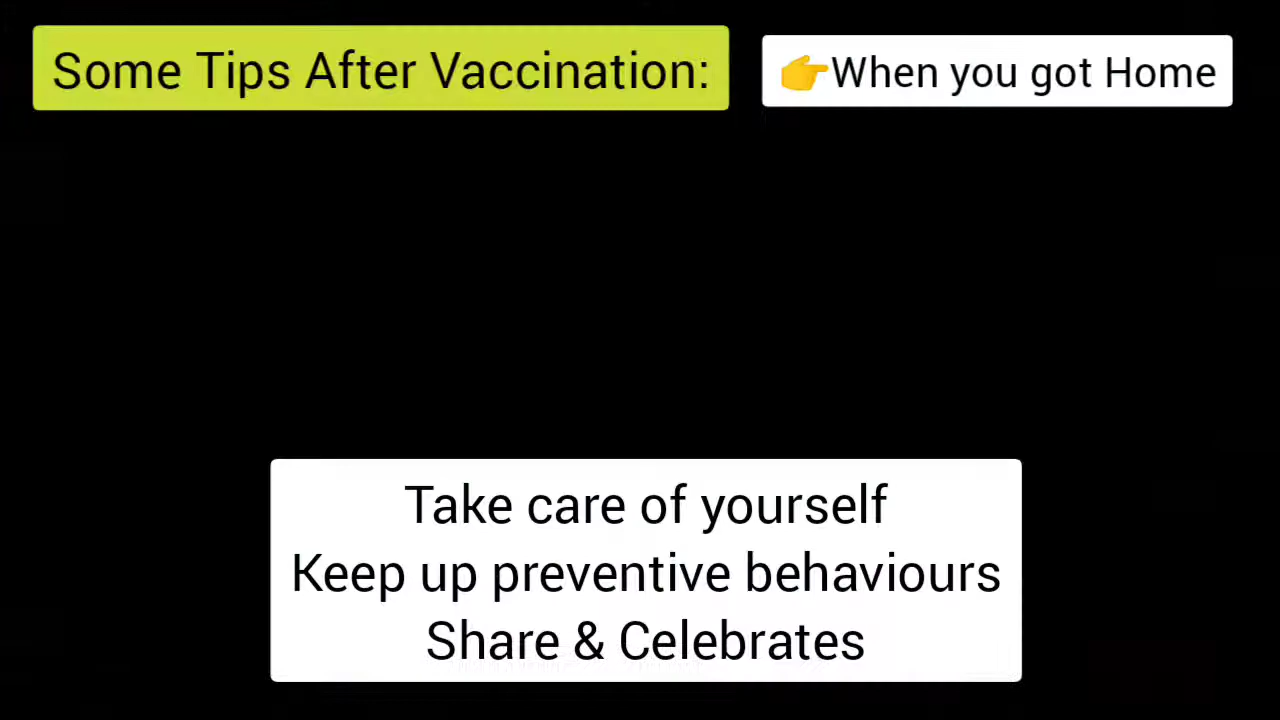 Some Tips After Vaccination:
👉When you got Home
Take care of yourself
Keep up preventive behaviours
Share & Celebrates